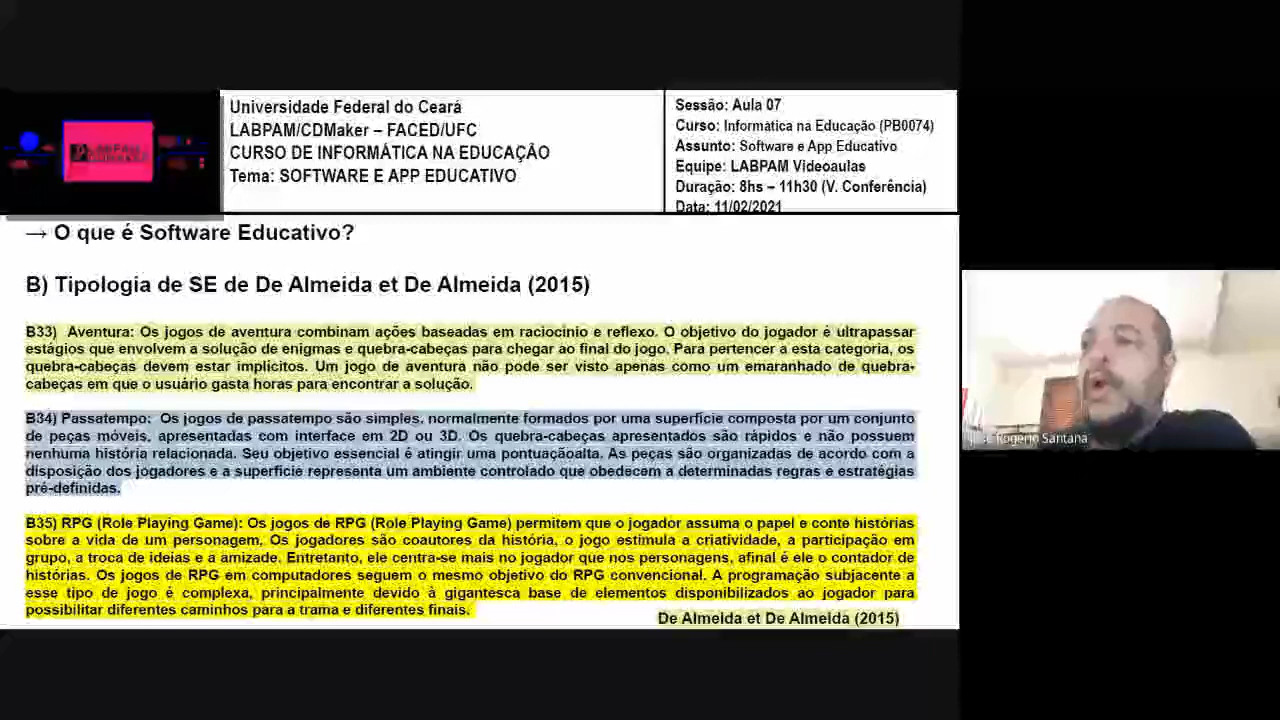 Universidade Federal do Ceará
LABPAM/CDMaker – FACED/UFC
CURSO DE INFORMÁTICA NA EDUCAÇÃO
Tema: SOFTWARE E APP EDUCATIVO
Sessão: Aula 07
Curso: Informática na Educação (PB0074)
Assunto: Software e App Educativo
Equipe: LABPAM Videoaulas
Duração: 8hs – 11h30 (V. Conferência)
Data: 11/02/2021
→ O que é Software Educativo?
B) Tipologia de SE de De Almeida et De Almeida (2015)
B33) Aventura: Os jogos de aventura combinam ações baseadas em raciocínio e reflexo. O objetivo do jogador é ultrapassar
estágios que envolvem a solução de enigmas e quebra-cabeças para chegar ao final do jogo. Para pertencer a esta categoria, os
quebra-cabeças devem estar implícitos. Um jogo de aventura não pode ser visto apenas como um emaranhado de quebra-
cabeças em que o usuário gasta horas para encontrar a solução.
B34) Passatempo: Os jogos de passatempo são simples, normalmente formados por uma superfície composta por um conjunto
de peças móveis, apresentadas com interface em 2D ou 3D. Os quebra-cabeças apresentados são rápidos e não possuem
nenhuma história relacionada. Seu objetivo essencial é atingir uma pontuaçãoalta. As peças são organizadas de acordo com a
disposição dos jogadores e a superfície representa um ambiente controlado que obedecem a determinadas regras e estratégias
pré-definidas.
B35) RPG (Role Playing Game): Os jogos de RPG (Role Playing Game) permitem que o jogador assuma o papel e conte histórias
sobre a vida de um personagem. Os jogadores são coautores da história, o jogo estimula a criatividade, a participação em
grupo, a troca de ideias e a amizade. Entretanto, ele centra-se mais no jogador que nos personagens, afinal é ele o contador de
histórias. Os jogos de RPG em computadores seguem o mesmo objetivo do RPG convencional. A programação subjacente a
esse tipo de jogo é complexa, principalmente devido à gigantesca base de elementos disponibilizados ao jogador para
possibilitar diferentes caminhos para a trama e diferentes finais.
De Almeida et De Almeida (2015)
Rogério Santana